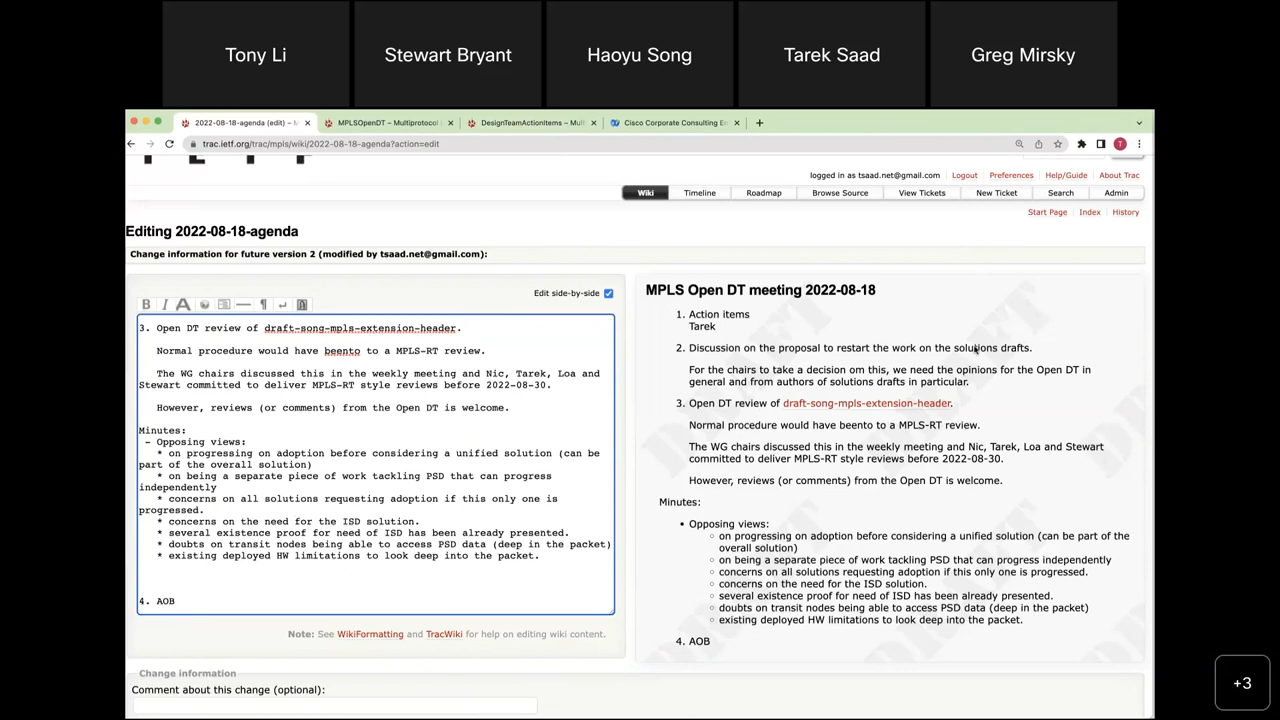 Tony Li
Stewart Bryant
Haoyu Song
Tarek Saad
Greg Mirsky
2022-08-18-agenda (edit) – M
MPLSOpenDT – Multiprotocol
DesignTeamActionItems – Mult
Cisco Corporate Consulting E
trac.ietf.org/trac/mpls/wiki/2022-08-18-agenda?action=edit
T
logged in as tsaad.net@gmail.com
Logout
Preferences
Help/Guide
About Trac
Wiki
Timeline
Roadmap
Browse Source
View Tickets
New Ticket
Search
Admin
Start Page
Index
History
Editing 2022-08-18-agenda
Change information for future version 2 (modified by tsaad.net@gmail.com):
Edit side-by-side
B I A
3. Open DT review of draft-song-mpls-extension-header.
Normal procedure would have beento to a MPLS-RT review.
The WG chairs discussed this in the weekly meeting and Nic, Tarek, Loa and
Stewart committed to deliver MPLS-RT style reviews before 2022-08-30.
However, reviews (or comments) from the Open DT is welcome.
Minutes:
- Opposing views:
* on progressing on adoption before considering a unified solution (can be
part of the overall solution)
* on being a separate piece of work tackling PSD that can progress
independently
* concerns on all solutions requesting adoption if this only one is
progressed.
* concerns on the need for the ISD solution.
* several existence proof for need of ISD has been already presented.
* doubts on transit nodes being able to access PSD data (deep in the packet)
* existing deployed HW limitations to look deep into the packet.
4. AOB
Note: See WikiFormatting and TracWiki for help on editing wiki content.
MPLS Open DT meeting 2022-08-18
1. Action items
Tarek
2. Discussion on the proposal to restart the work on the solutions drafts.
For the chairs to take a decision om this, we need the opinions for the Open DT in
general and from authors of solutions drafts in particular.
3. Open DT review of draft-song-mpls-extension-header.
Normal procedure would have beento to a MPLS-RT review.
The WG chairs discussed this in the weekly meeting and Nic, Tarek, Loa and Stewart
committed to deliver MPLS-RT style reviews before 2022-08-30.
However, reviews (or comments) from the Open DT is welcome.
Minutes:
• Opposing views:
○ on progressing on adoption before considering a unified solution (can be part of the
overall solution)
○ on being a separate piece of work tackling PSD that can progress independently
○ concerns on all solutions requesting adoption if this only one is progressed.
○ concerns on the need for the ISD solution.
○ several existence proof for need of ISD has been already presented.
○ doubts on transit nodes being able to access PSD data (deep in the packet)
○ existing deployed HW limitations to look deep into the packet.
4. AOB
Change information
Comment about this change (optional):
+3